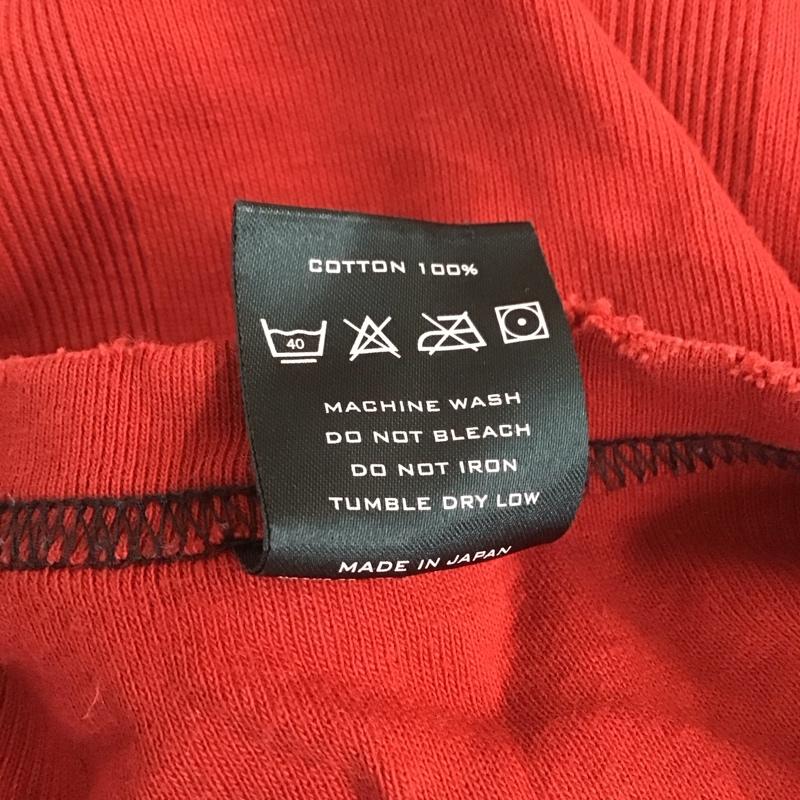 COTTON 100%
40
MACHINE WASH
DO NOT BLEACH
DO NOT IRON
TUMBLE DRY LOW
MADE IN JAPAN